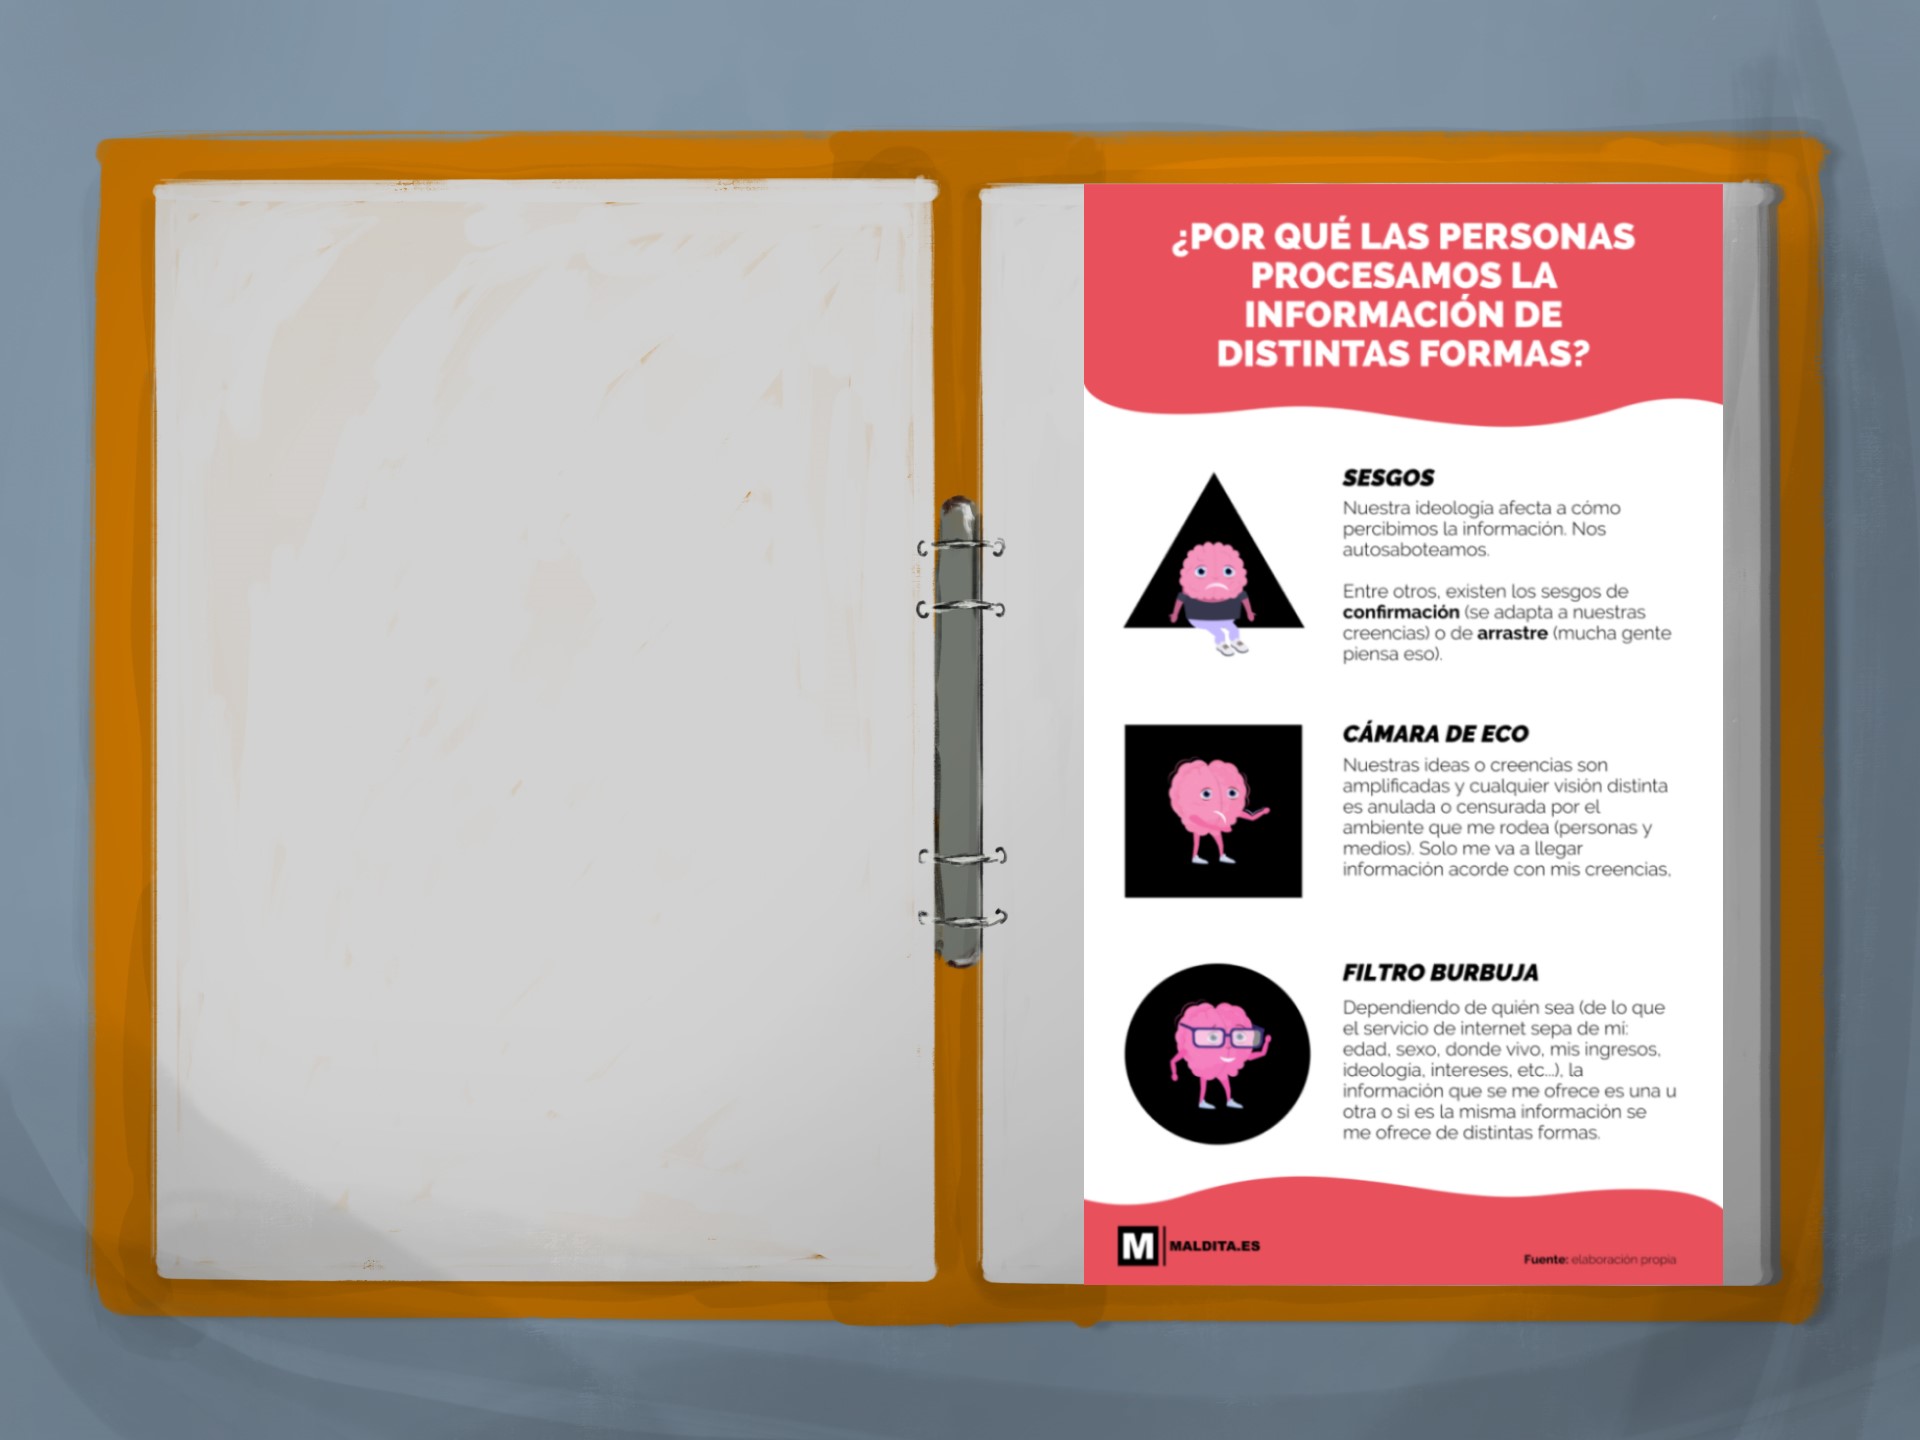 ¿POR QUÉ LAS PERSONAS
PROCESAMOS LA
INFORMACIÓN DE
DISTINTAS FORMAS?
SESGOS
Nuestra ideología afecta a cómo
percibimos la información. Nos
autosaboteamos.
Entre otros, existen los sesgos de
confirmación (se adapta a nuestras
creencias) o de arrastre (mucha gente
piensa eso).
CÁMARA DE ECO
Nuestras ideas o creencias son
amplificadas y cualquier visión distinta
es anulada o censurada por el
ambiente que me rodea (personas y
medios). Solo me va a llegar
información acorde con mis creencias,
FILTRO BURBUJA
Dependiendo de quién sea (de lo que
el servicio de internet sepa de mí:
edad, sexo, donde vivo, mis ingresos,
ideología, intereses, etc...), la
información que se me ofrece es una u
otra o si es la misma información se
me ofrece de distintas formas.
M MALDITA.ES
Fuente: elaboración propia